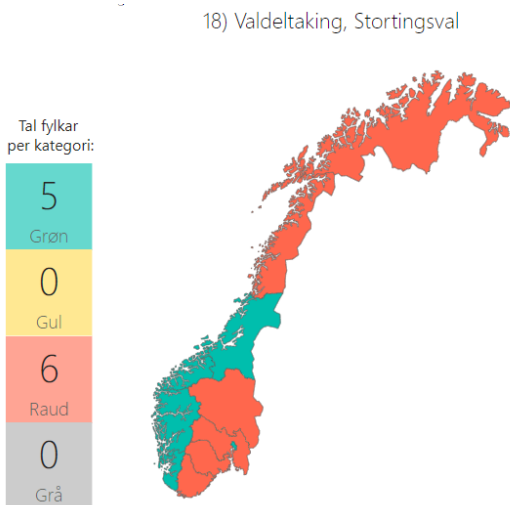 18) Valdeltaking, Stortingsval
Tal fylkar
per kategori:
5
Grøn
0
Gul
6
Raud
0
Grå